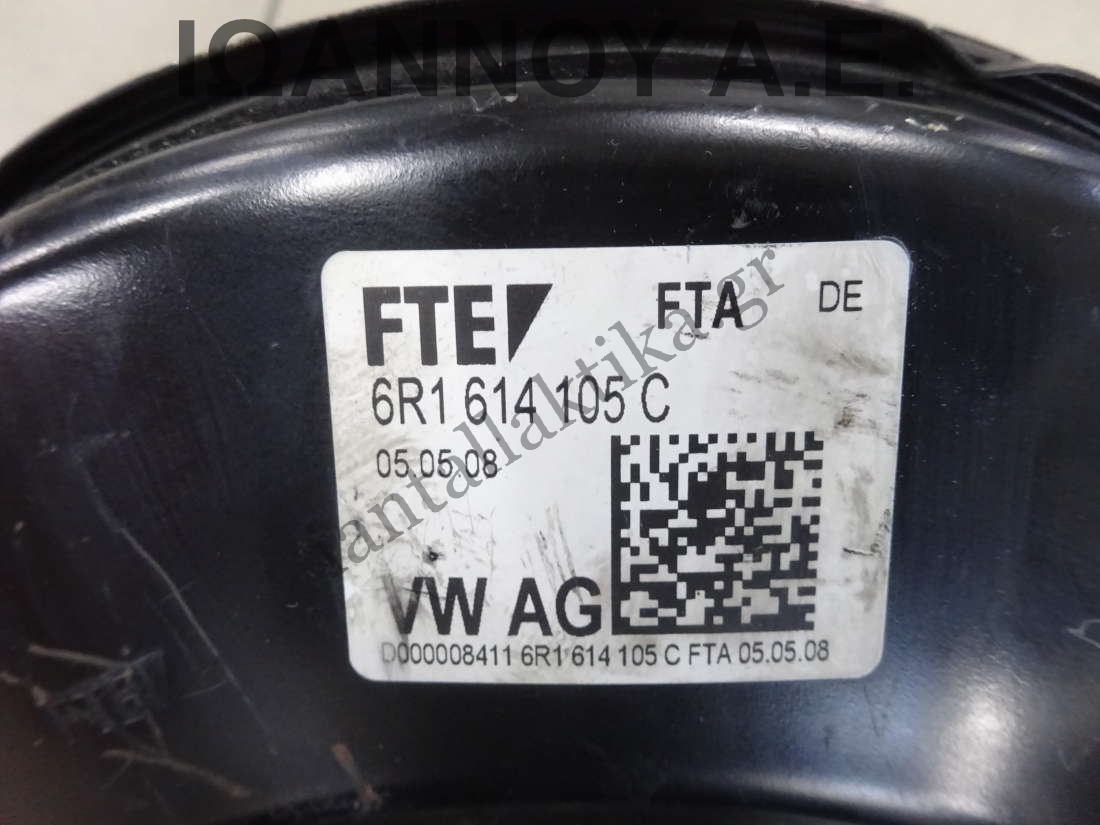 ΙΩΑΝΝΟΥ Α.Ε.
FTE FTA DE
6R1 614 105 C
05.05.08
antallaktika-gr
VW AG
D000008411 6R1 614 105 C FTA 05.05.08